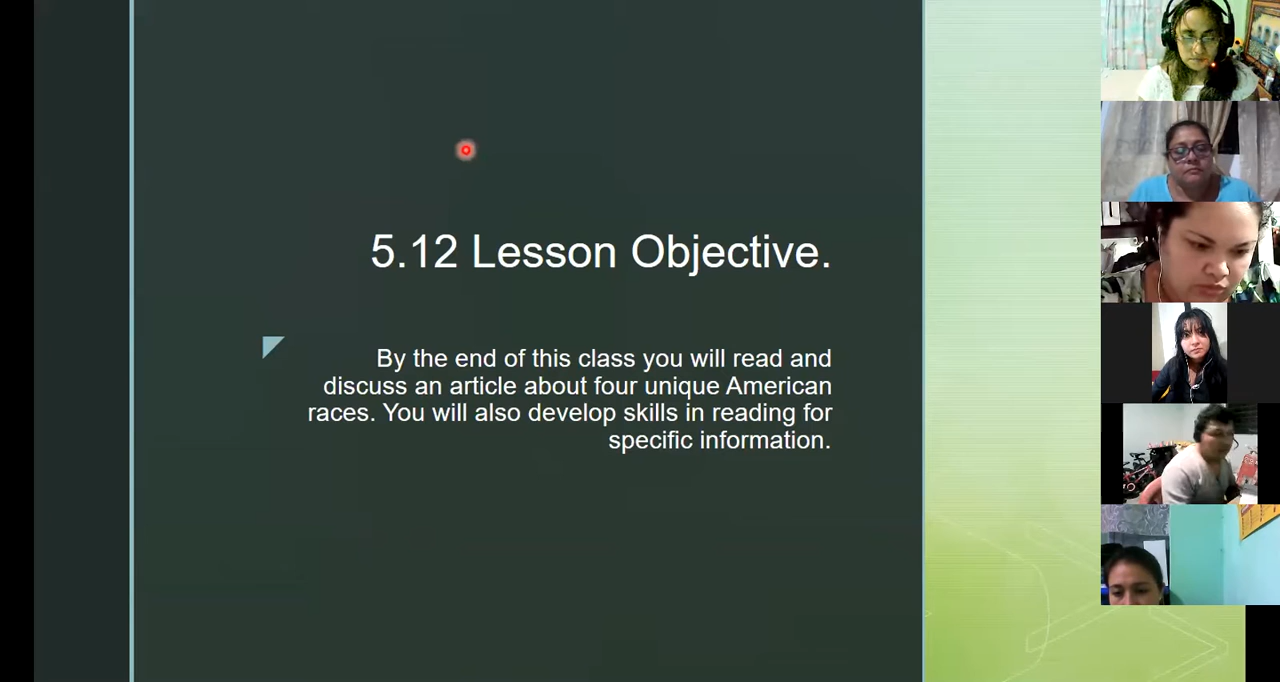 5.12 Lesson Objective.
By the end of this class you will read and
discuss an article about four unique American
races. You will also develop skills in reading for
specific information.